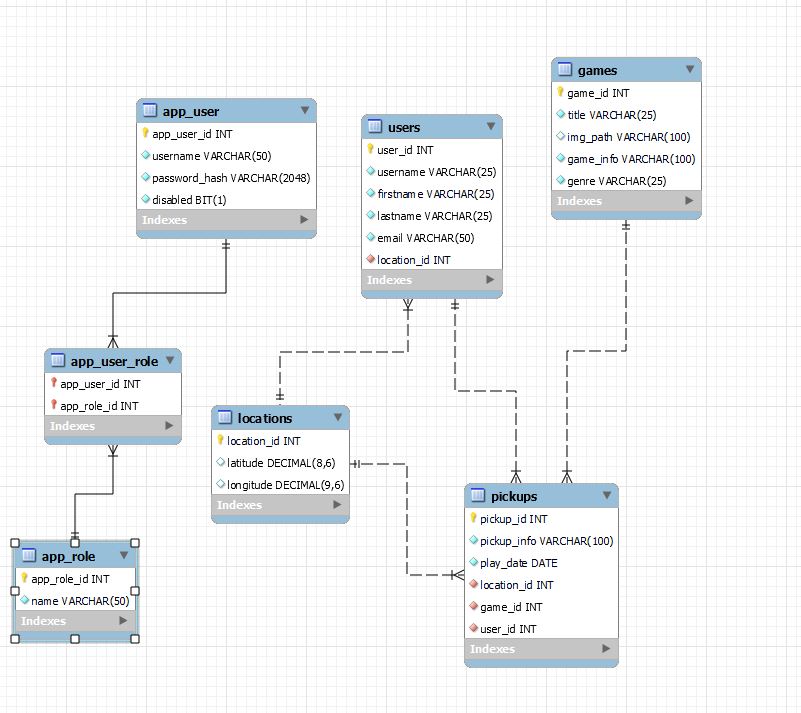 app_user
app_user_id INT
username VARCHAR(50)
password_hash VARCHAR(2048)
disabled BIT(1)
Indexes
users
user_id INT
username VARCHAR(25)
firstname VARCHAR(25)
lastname VARCHAR(25)
email VARCHAR(50)
location_id INT
Indexes
games
game_id INT
title VARCHAR(25)
img_path VARCHAR(100)
game_info VARCHAR(100)
genre VARCHAR(25)
Indexes
app_user_role
app_user_id INT
app_role_id INT
Indexes
locations
location_id INT
latitude DECIMAL(8,6)
longitude DECIMAL(9,6)
Indexes
pickups
pickup_id INT
pickup_info VARCHAR(100)
play_date DATE
location_id INT
game_id INT
user_id INT
Indexes
app_role
app_role_id INT
name VARCHAR(50)
Indexes